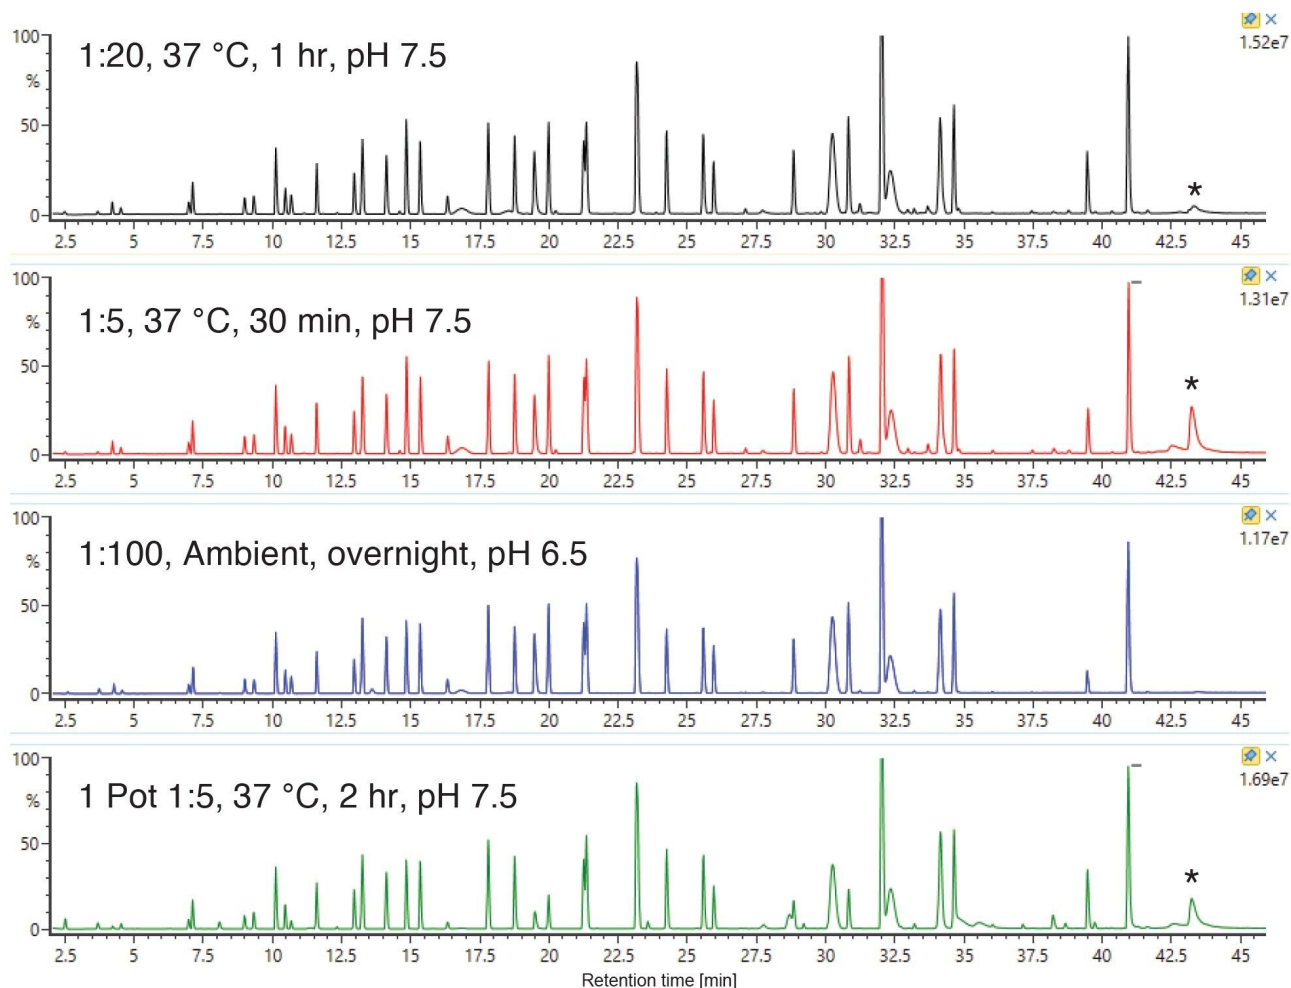 100
%
50
0
1:20, 37 °C, 1 hr, pH 7.5
1.52e7
*
2.5 5 7.5 10 12.5 15 17.5 20 22.5 25 27.5 30 32.5 35 37.5 40 42.5 45
100
%
50
0
1:5, 37 °C, 30 min, pH 7.5
1.31e7
*
2.5 5 7.5 10 12.5 15 17.5 20 22.5 25 27.5 30 32.5 35 37.5 40 42.5 45
100
%
50
0
1:100, Ambient, overnight, pH 6.5
1.17e7
2.5 5 7.5 10 12.5 15 17.5 20 22.5 25 27.5 30 32.5 35 37.5 40 42.5 45
100
%
50
0
1 Pot 1:5, 37 °C, 2 hr, pH 7.5
1.69e7
*
2.5 5 7.5 10 12.5 15 17.5 20 22.5 25 27.5 30 32.5 35 37.5 40 42.5 45
Retention time [min]